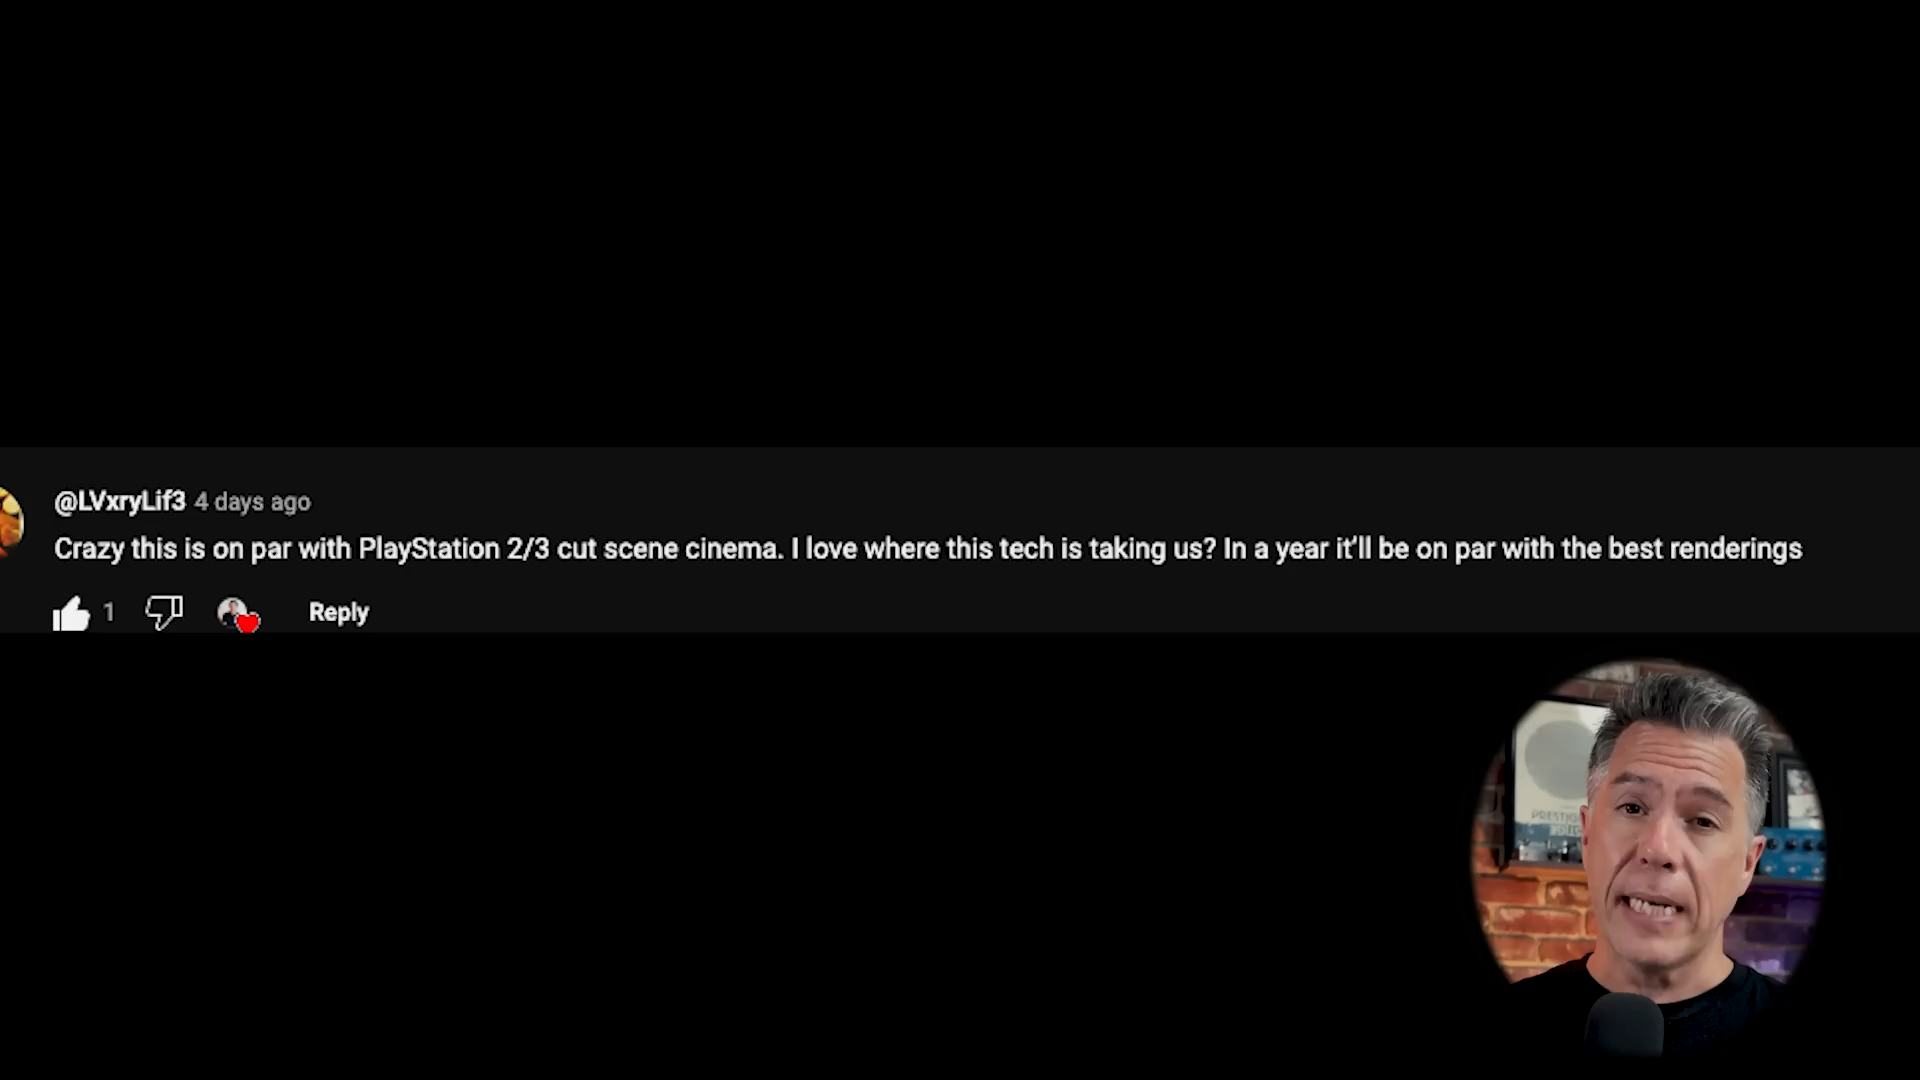 @LVxryLif3 4 days ago
Crazy this is on par with PlayStation 2/3 cut scene cinema. I love where this tech is taking us? In a year it'll be on par with the best renderings
1
Reply